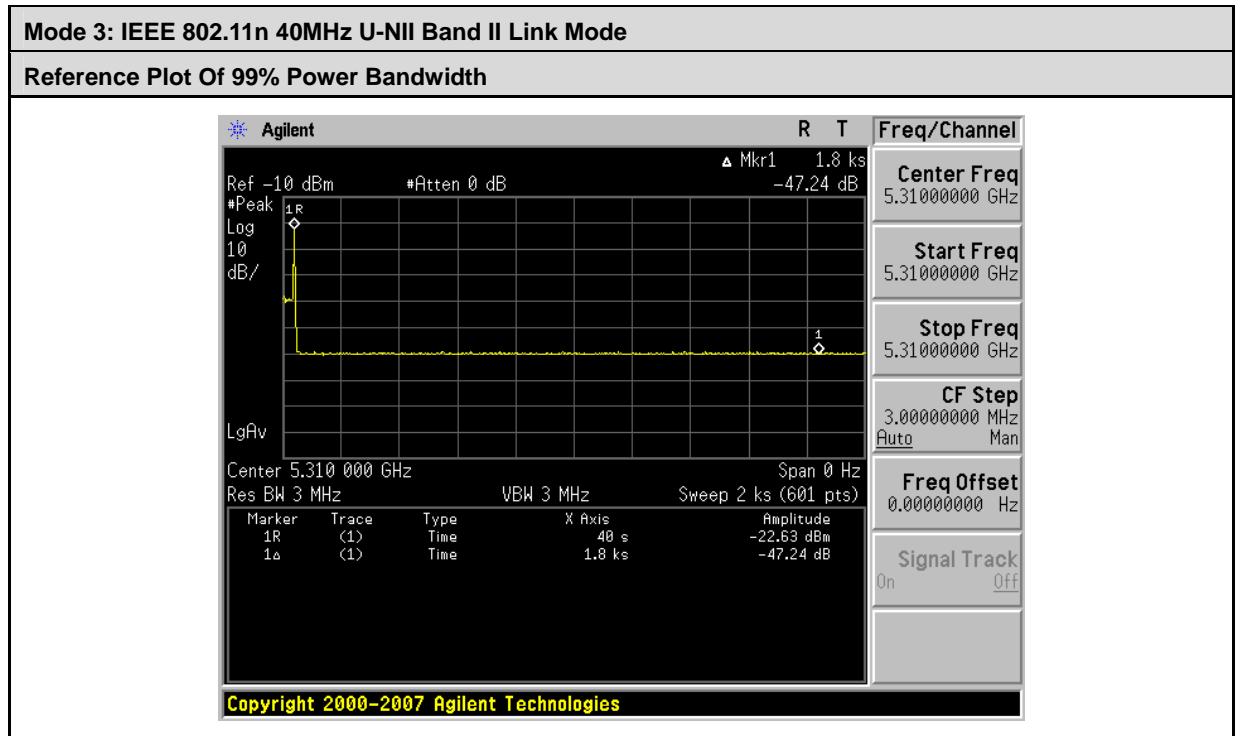 Mode 3: IEEE 802.11n 40MHz U-NII Band II Link Mode
Reference Plot Of 99% Power Bandwidth
Agilent R T
Δ Mkr1 1.8 ks
Ref -10 dBm #Atten 0 dB -47.24 dB
#Peak
Log
10
dB/
1R
1
LgAv
Center 5.310 000 GHz Span 0 Hz
Res BW 3 MHz VBW 3 MHz Sweep 2 ks (601 pts)
Marker Trace Type X Axis Amplitude
1R (1) Time 40 s -22.63 dBm
1Δ (1) Time 1.8 ks -47.24 dB
Freq/Channel
Center Freq
5.31000000 GHz
Start Freq
5.31000000 GHz
Stop Freq
5.31000000 GHz
CF Step
3.00000000 MHz
Auto Man
Freq Offset
0.00000000 Hz
Signal Track
On Off
Copyright 2000-2007 Agilent Technologies